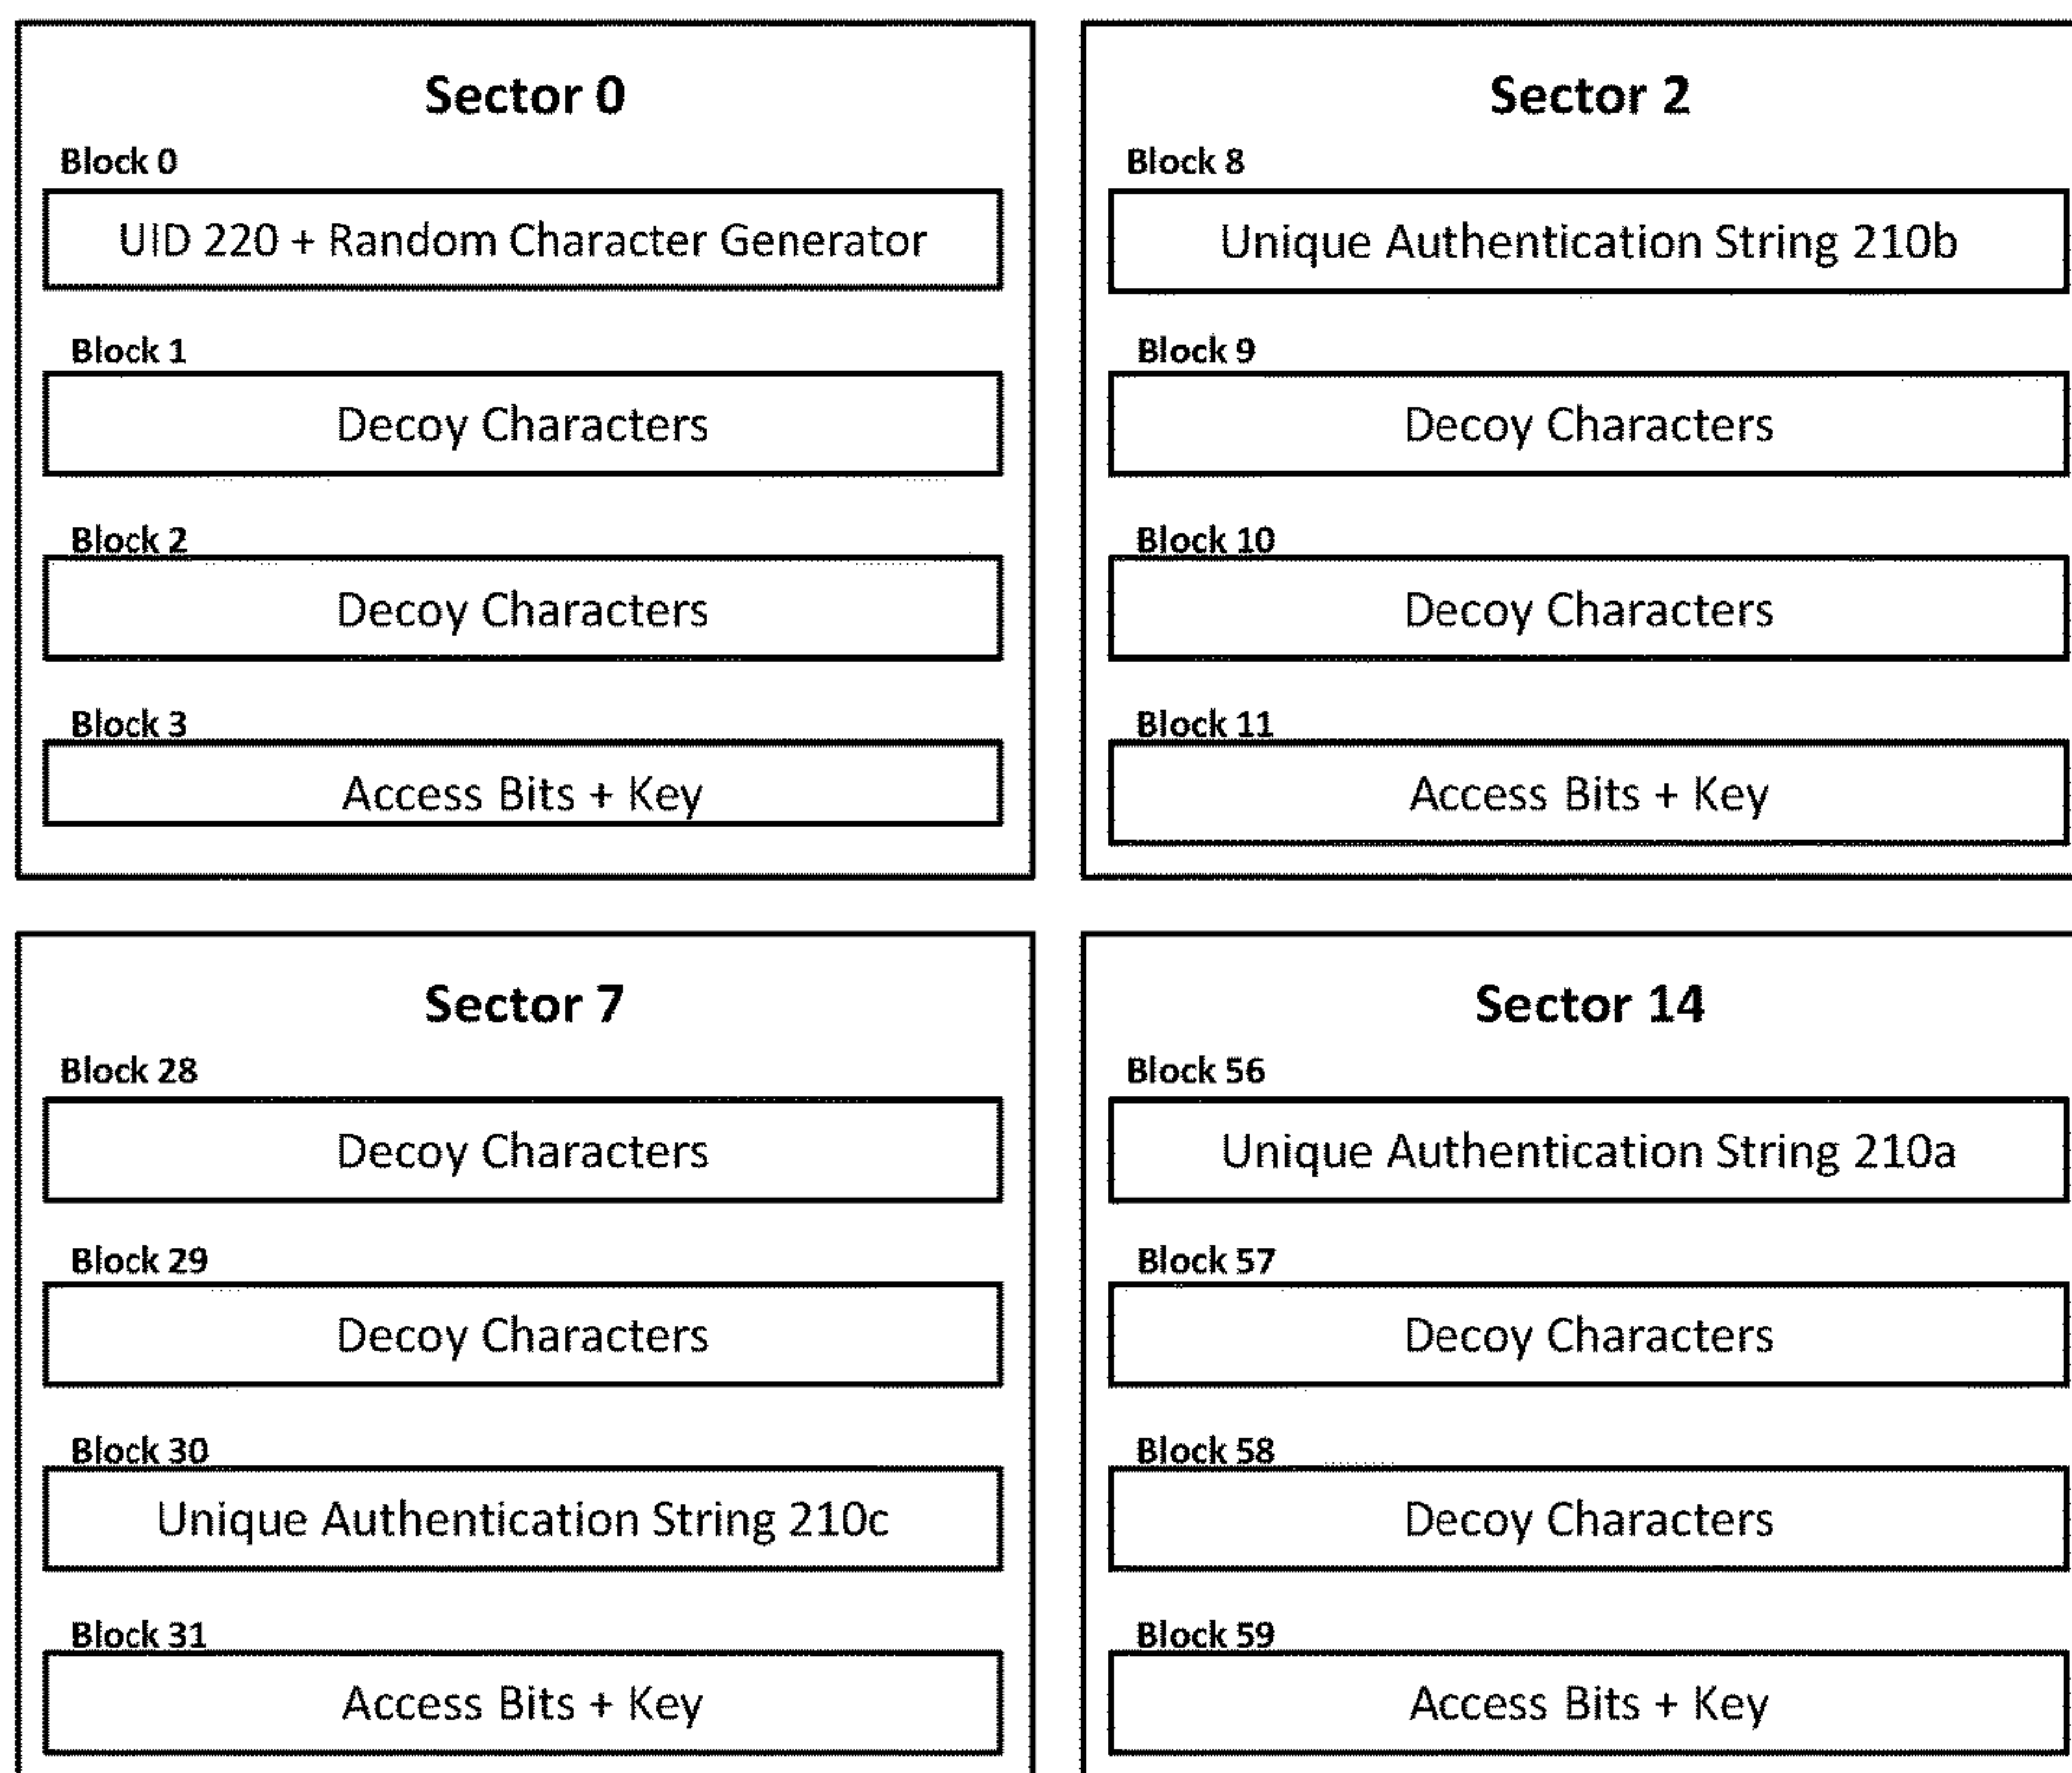 Sector 0
Block 0
UID 220 + Random Character Generator
Block 1
Decoy Characters
Block 2
Decoy Characters
Block 3
Access Bits + Key
Sector 2
Block 8
Unique Authentication String 210b
Block 9
Decoy Characters
Block 10
Decoy Characters
Block 11
Access Bits + Key
Sector 7
Block 28
Decoy Characters
Block 29
Decoy Characters
Block 30
Unique Authentication String 210c
Block 31
Access Bits + Key
Sector 14
Block 56
Unique Authentication String 210a
Block 57
Decoy Characters
Block 58
Decoy Characters
Block 59
Access Bits + Key